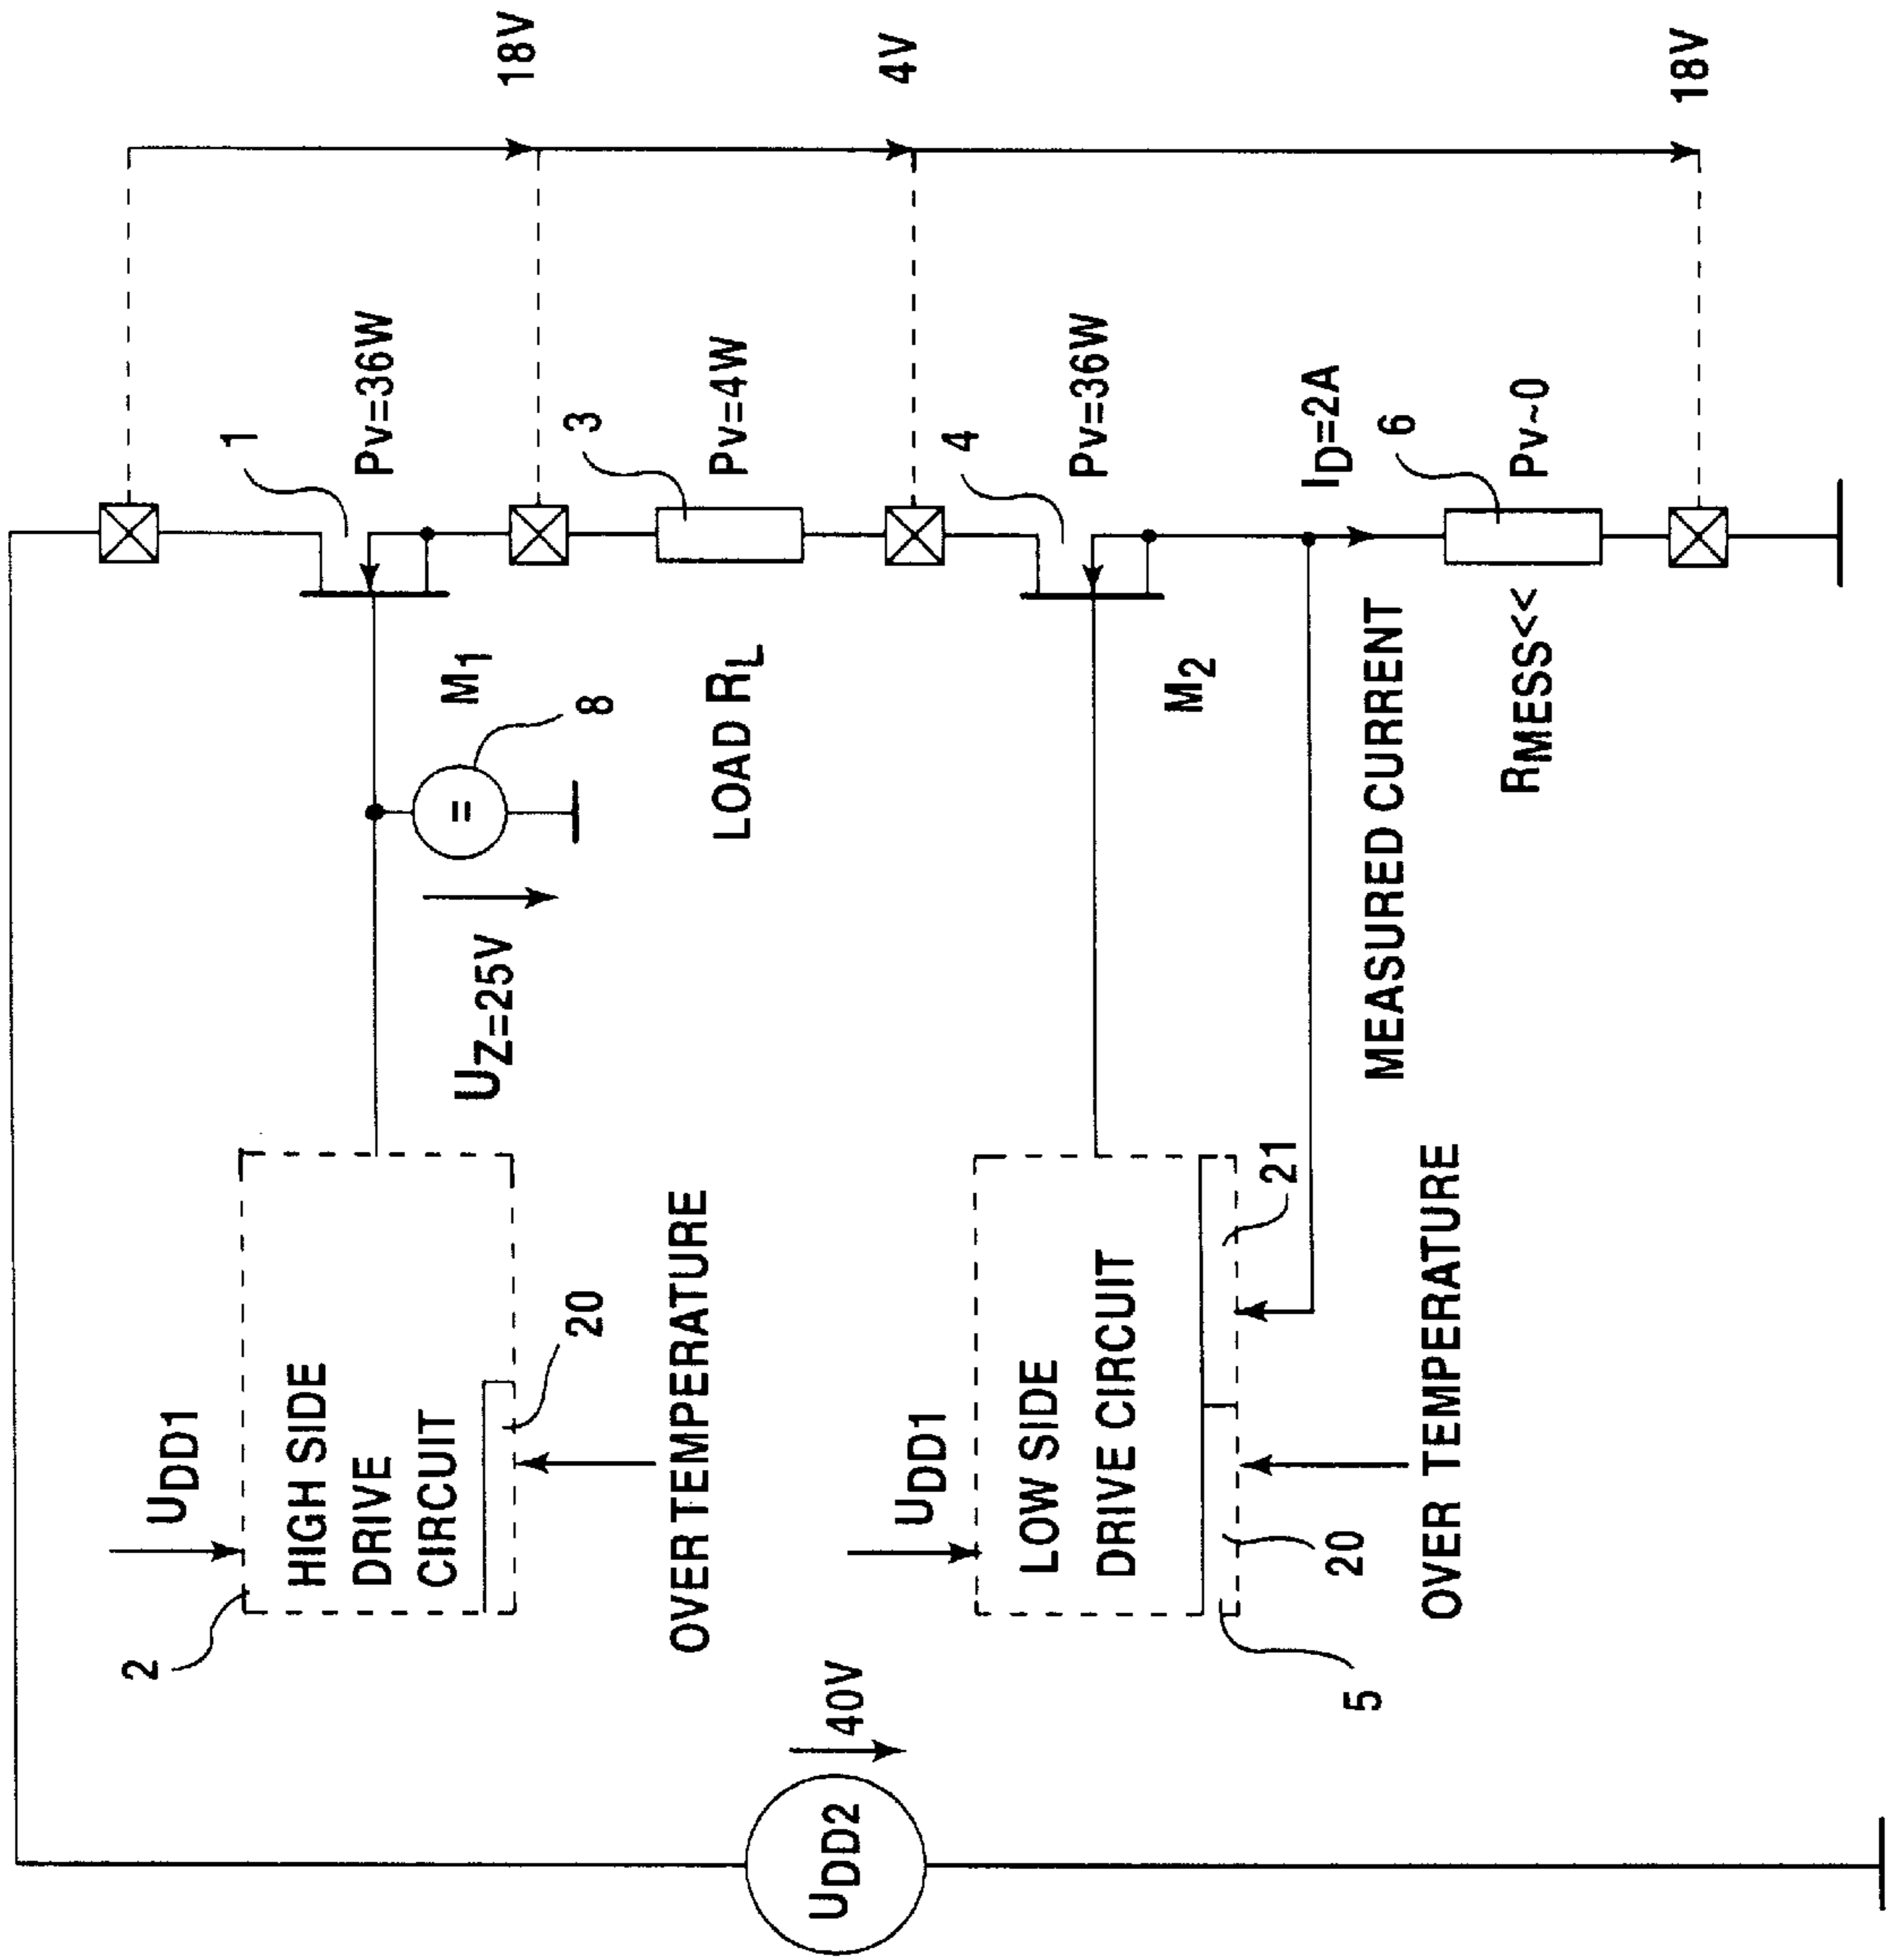 18V
4V
18V
1
Pv=36W
3
Pv=4W
4
Pv=36W
ID=2A
6
Pv~0
M1
8
LOAD RL
M2
MEASURED CURRENT
RMESS<<
UZ=25V
UDD1
2
HIGH SIDE
DRIVE
CIRCUIT
20
OVER TEMPERATURE
UDD1
LOW SIDE
DRIVE CIRCUIT
21
20
5
OVER TEMPERATURE
UDD2
40V
=